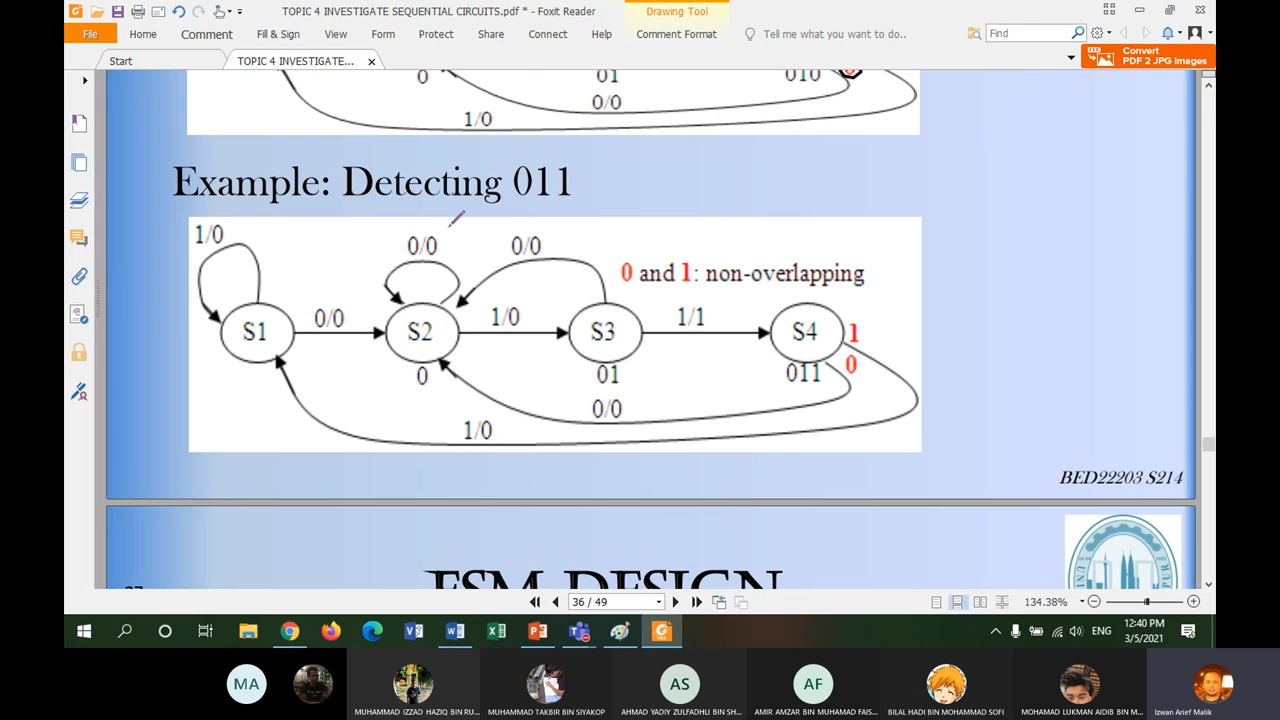 TOPIC 4 INVESTIGATE SEQUENTIAL CIRCUITS.pdf * - Foxit Reader
Drawing Tool
File Home Comment Fill & Sign View Form Protect Share Connect Help Comment Format Tell me what you want to do.. Find
Start TOPIC 4 INVESTIGATE... Convert
PDF 2 JPG Images
0 01 010
0/0
1/0
Example: Detecting 011
1/0 0/0 0/0
0 and 1: non-overlapping
0/0 1/0 1/1
S1 S2 S3 S4 1
0 01 011 0
0/0
1/0
BED22203 S214
FSM DESIGN
36 / 49 134.38%
ENG 12:40 PM
3/5/2021
MA AS AF
MUHAMMAD IZZAD HAZIQ BIN RU... MUHAMMAD TAKBIR BIN SIYAKOP AHMAD YADIY ZULFADHLI BIN SH... AMIR AMZAR BIN MUHAMAD FAIS... BILAL HADI BIN MOHAMMAD SOFI MOHAMAD LUKMAN AIDIB BIN M... Izwan Arief Malik